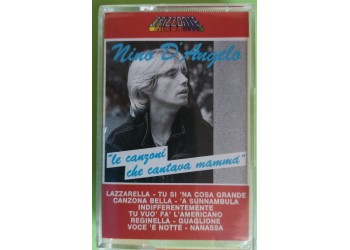 Nino D'Angelo
"le canzoni
che cantava mammà"
LAZZARELLA - TU SI 'NA COSA GRANDE
CANZONA BELLA - 'A SUNNAMBULA
INDIFFERENTEMENTE
TU VUO' FA' L'AMERICANO
REGINELLA - GUAGLIONE
VOCE 'E NOTTE - NANASSA